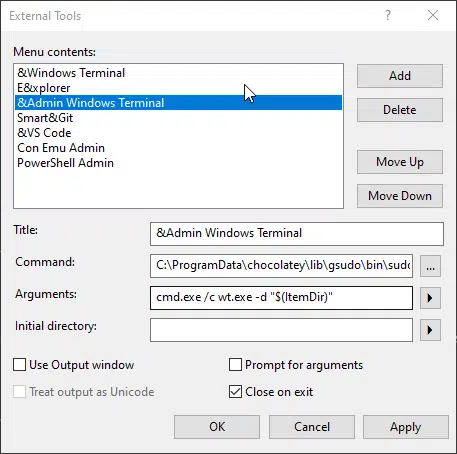 External Tools
Menu contents:
&Windows Terminal
E&xplorer
&Admin Windows Terminal
Smart&Git
&VS Code
Con Emu Admin
PowerShell Admin
Add
Delete
Move Up
Move Down
Title: &Admin Windows Terminal
Command: C:\ProgramData\chocolatey\lib\gsudo\bin\sudo ...
Arguments: cmd.exe /c wt.exe -d "$(ItemDir)"
Initial directory:
Use Output window Prompt for arguments
Treat output as Unicode Close on exit
OK Cancel Apply